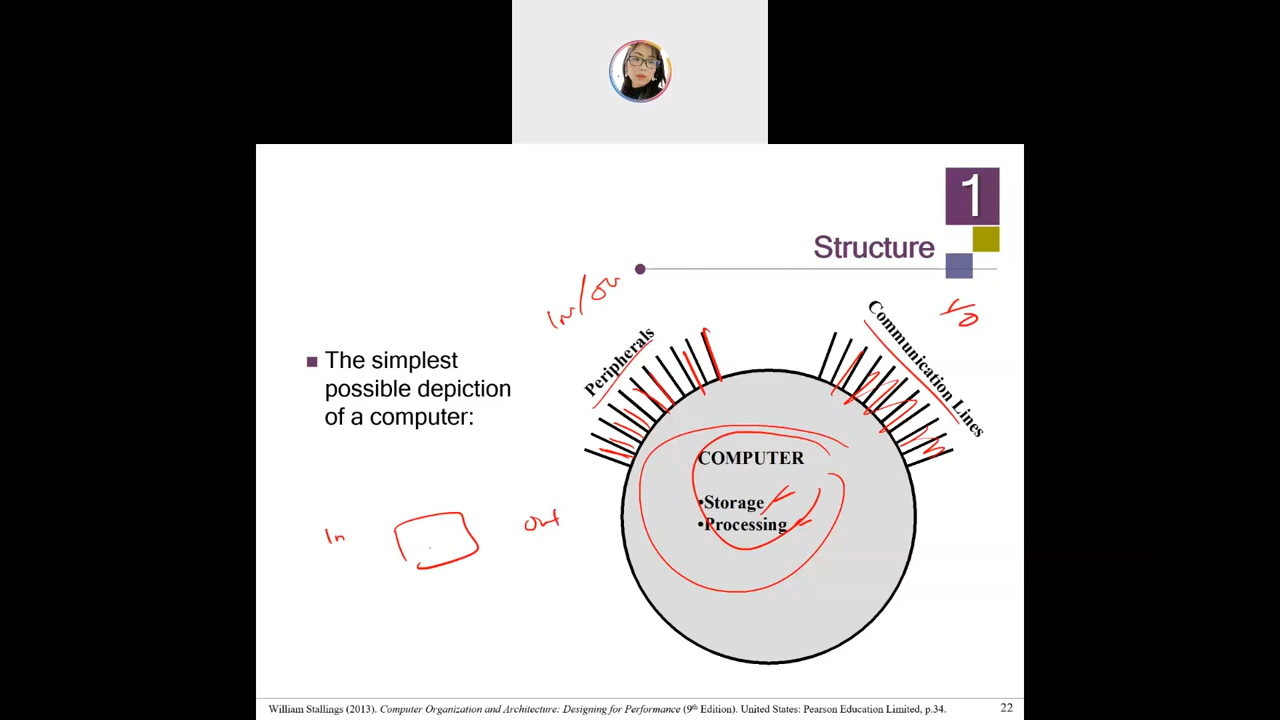 1
Structure
In/Ou
I/O
Peripherals
Communication Lines
■ The simplest
possible depiction
of a computer:
COMPUTER
•Storage
•Processing
In
Out
William Stallings (2013). Computer Organization and Architecture: Designing for Performance (9th Edition). United States: Pearson Education Limited, p.34.
22